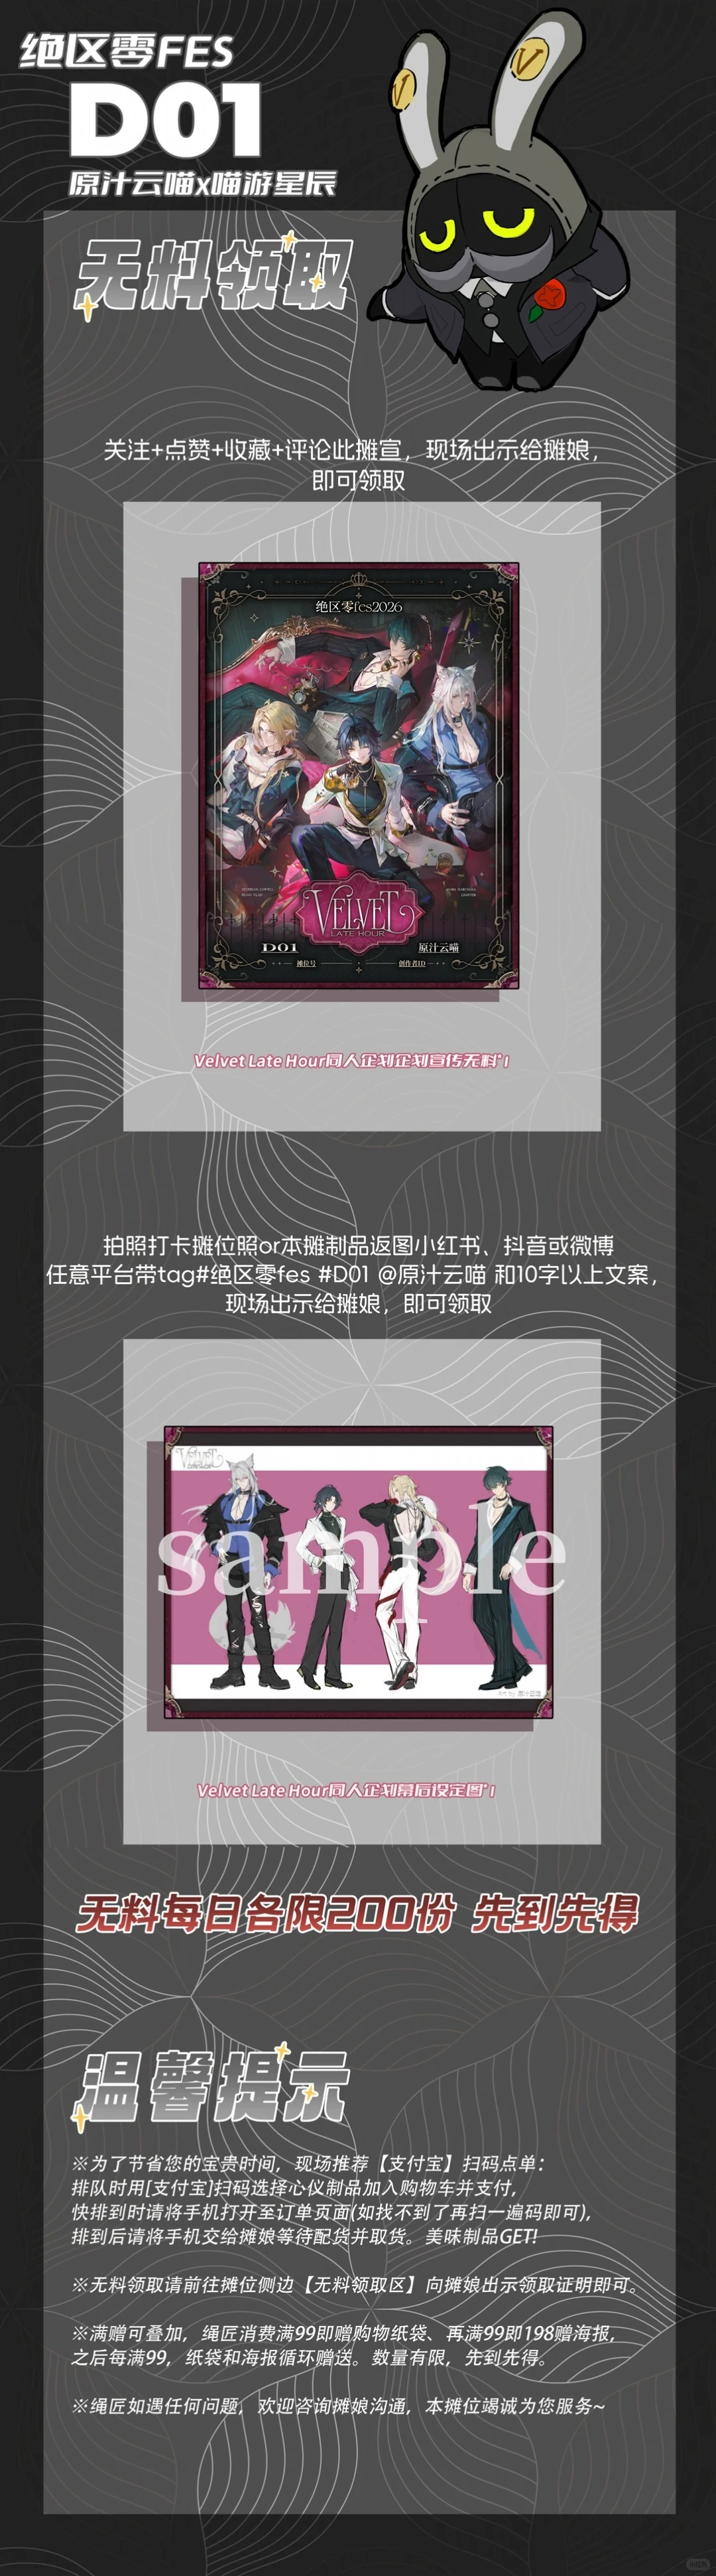 绝区零FES
D01
原汁云喵x喵游星辰
无料领取
关注+点赞+收藏+评论此摊宣，现场出示给摊娘，
即可领取
绝区零fes2026
VELVET
LATE HOUR
D01
原汁云喵
摊位号
创作者ID
Velvet Late Hour同人企划企划宣传无料*1
拍照打卡摊位照or本摊制品返图小红书、抖音或微博
任意平台带tag#绝区零fes #D01 @原汁云喵 和10字以上文案，
现场出示给摊娘，即可领取
VELVET
sample
Velvet Late Hour同人企划幕后设定图*1
无料每日各限200份 先到先得
温馨提示
※为了节省您的宝贵时间，现场推荐【支付宝】扫码点单：
排队时用[支付宝]扫码选择心仪制品加入购物车并支付，
快排到时请将手机打开至订单页面(如找不到了再扫一遍码即可)，
排到后请将手机交给摊娘等待配货并取货。美味制品GET!
※无料领取请前往摊位侧边【无料领取区】向摊娘出示领取证明即可。
※满赠可叠加，绳匠消费满99即赠购物纸袋、再满99即198赠海报，
之后每满99，纸袋和海报循环赠送。数量有限，先到先得。
※绳匠如遇任何问题，欢迎咨询摊娘沟通，本摊位竭诚为您服务~